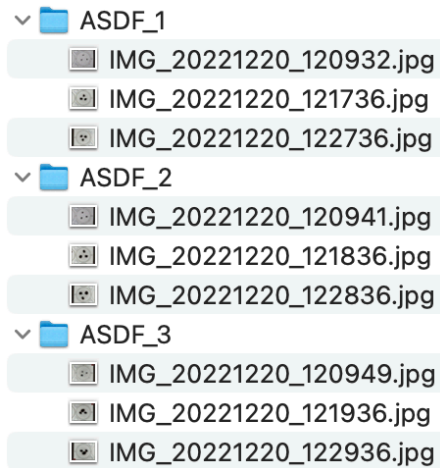 ASDF_1
IMG_20221220_120932.jpg
IMG_20221220_121736.jpg
IMG_20221220_122736.jpg
ASDF_2
IMG_20221220_120941.jpg
IMG_20221220_121836.jpg
IMG_20221220_122836.jpg
ASDF_3
IMG_20221220_120949.jpg
IMG_20221220_121936.jpg
IMG_20221220_122936.jpg